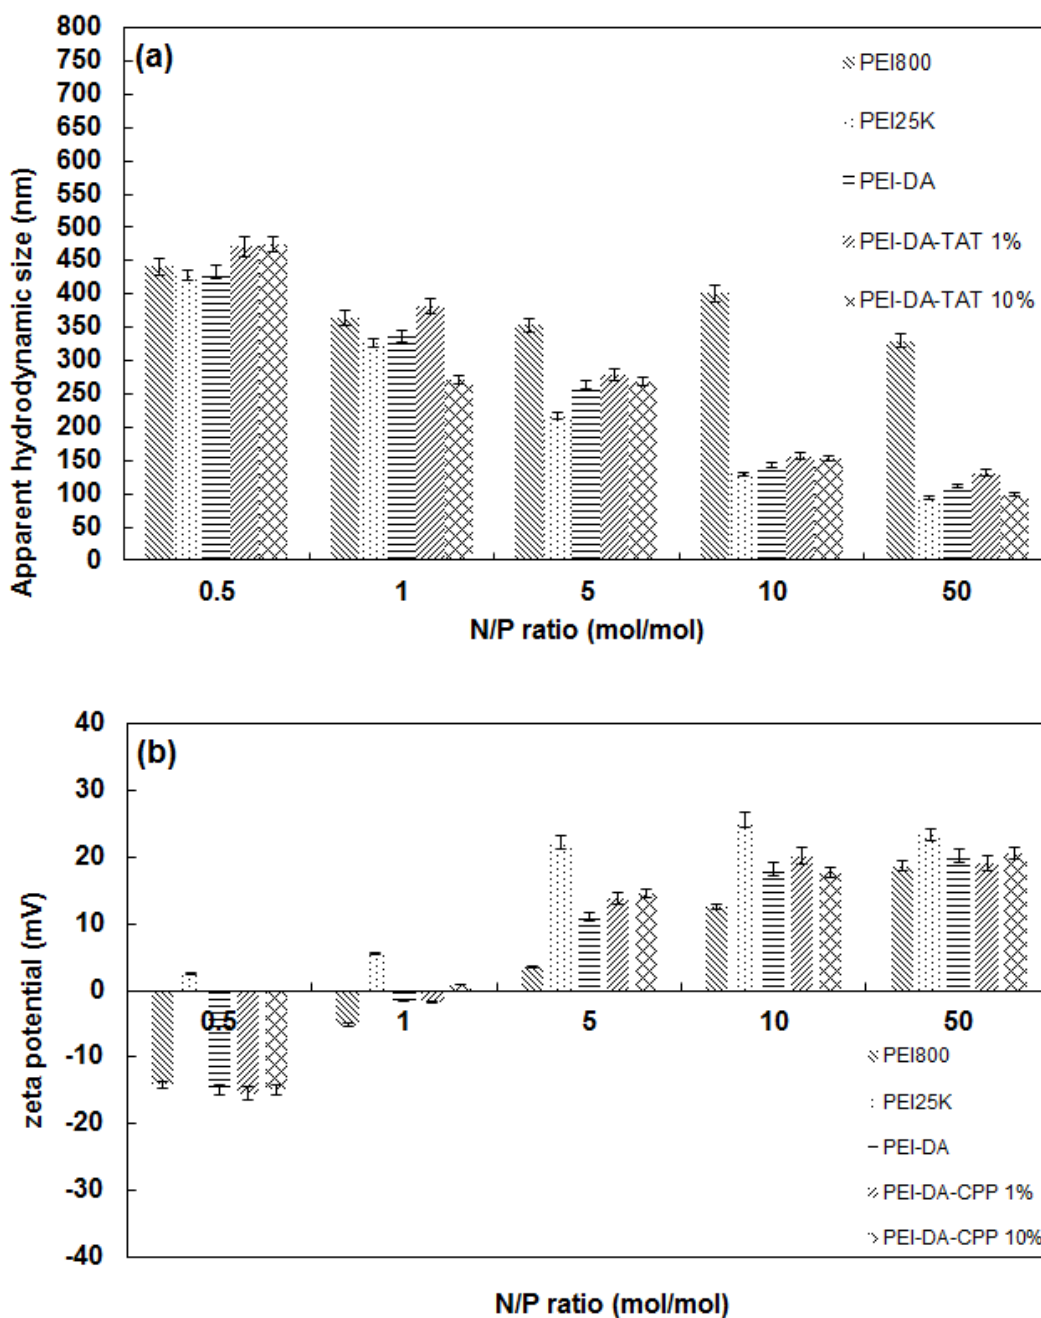 (a)
Apparent hydrodynamic size (nm)
800
750
700
650
600
550
500
450
400
350
300
250
200
150
100
50
0
PEI800
PEI25K
PEI-DA
PEI-DA-TAT 1%
PEI-DA-TAT 10%
0.5 1 5 10 50
N/P ratio (mol/mol)
(b)
zeta potential (mV)
40
30
20
10
0
-10
-20
-30
-40
0.5 1 5 10 50
PEI800
PEI25K
PEI-DA
PEI-DA-CPP 1%
PEI-DA-CPP 10%
N/P ratio (mol/mol)